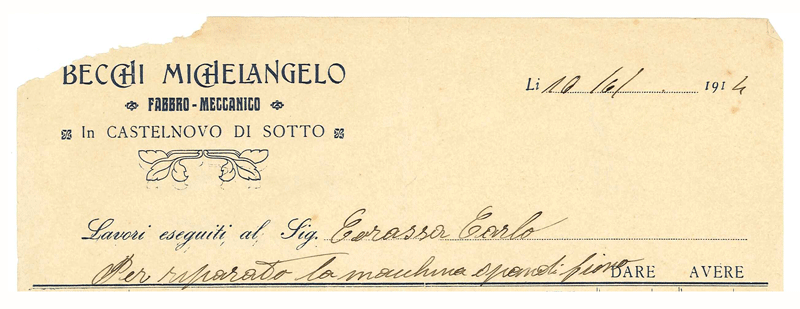 BECCHI MICHELANGELO
FABBRO-MECCANICO
In CASTELNOVO DI SOTTO
Li 10/6/. 1914
Lavori eseguiti al Sig. Corassa Carlo
Per riparato la macchina spandi fieno
DARE AVERE